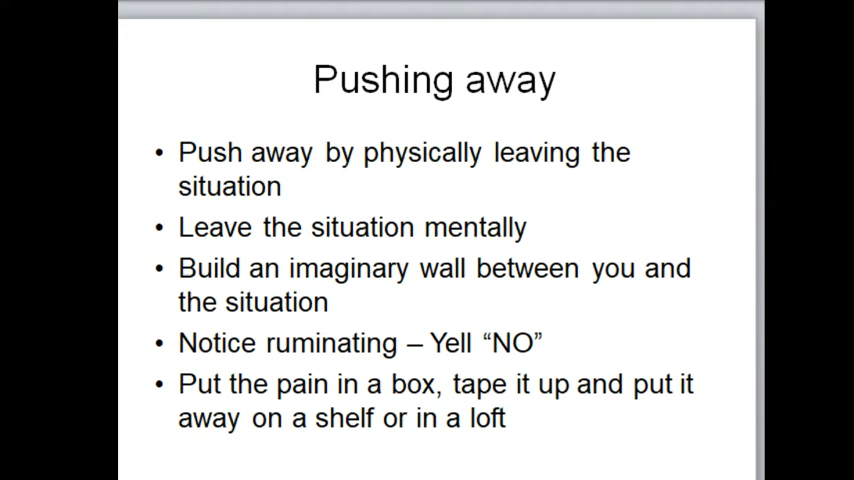 Pushing away
• Push away by physically leaving the
situation
• Leave the situation mentally
• Build an imaginary wall between you and
the situation
• Notice ruminating – Yell “NO”
• Put the pain in a box, tape it up and put it
away on a shelf or in a loft